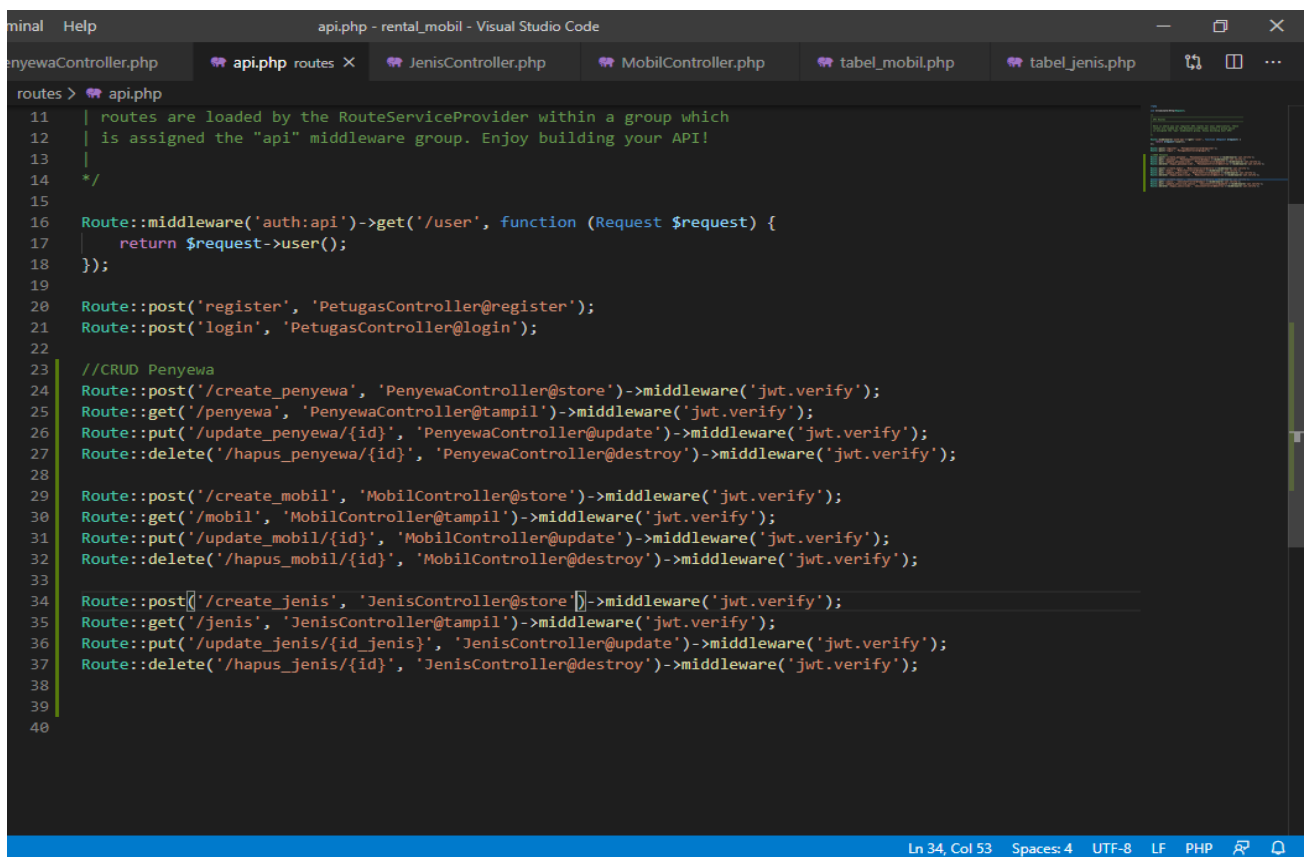 minal Help api.php - rental_mobil - Visual Studio Code
enyewaController.php api.php routes JenisController.php MobilController.php tabel_mobil.php tabel_jenis.php
routes > api.php
11 | routes are loaded by the RouteServiceProvider within a group which
12 | is assigned the "api" middleware group. Enjoy building your API!
13 |
14 */
15
16 Route::middleware('auth:api')->get('/user', function (Request $request) {
17     return $request->user();
18 });
19
20 Route::post('register', 'PetugasController@register');
21 Route::post('login', 'PetugasController@login');
22
23 //CRUD Penyewa
24 Route::post('/create_penyewa', 'PenyewaController@store')->middleware('jwt.verify');
25 Route::get('/penyewa', 'PenyewaController@tampil')->middleware('jwt.verify');
26 Route::put('/update_penyewa/{id}', 'PenyewaController@update')->middleware('jwt.verify');
27 Route::delete('/hapus_penyewa/{id}', 'PenyewaController@destroy')->middleware('jwt.verify');
28
29 Route::post('/create_mobil', 'MobilController@store')->middleware('jwt.verify');
30 Route::get('/mobil', 'MobilController@tampil')->middleware('jwt.verify');
31 Route::put('/update_mobil/{id}', 'MobilController@update')->middleware('jwt.verify');
32 Route::delete('/hapus_mobil/{id}', 'MobilController@destroy')->middleware('jwt.verify');
33
34 Route::post('/create_jenis', 'JenisController@store')->middleware('jwt.verify');
35 Route::get('/jenis', 'JenisController@tampil')->middleware('jwt.verify');
36 Route::put('/update_jenis/{id_jenis}', 'JenisController@update')->middleware('jwt.verify');
37 Route::delete('/hapus_jenis/{id}', 'JenisController@destroy')->middleware('jwt.verify');
38
39
40
Ln 34, Col 53 Spaces: 4 UTF-8 LF PHP